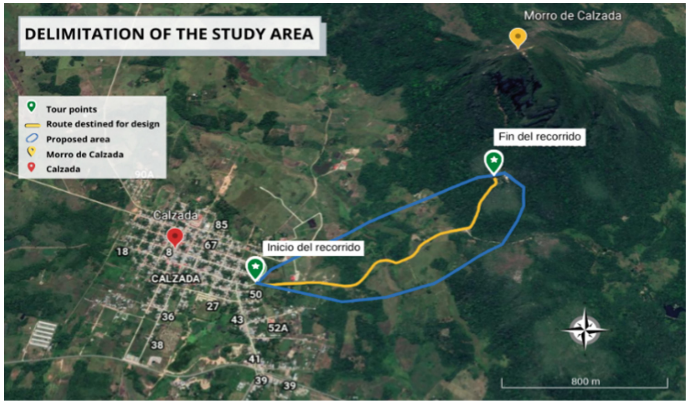 Morro de Calzada
DELIMITATION OF THE STUDY AREA
Tour points
Route destined for design
Proposed area
Morro de Calzada
Calzada
Fin del recorrido
Calzada
85
18
8
67
Inicio del recorrido
CALZADA
50
27
36
43
52A
38
41
39
39
800 m